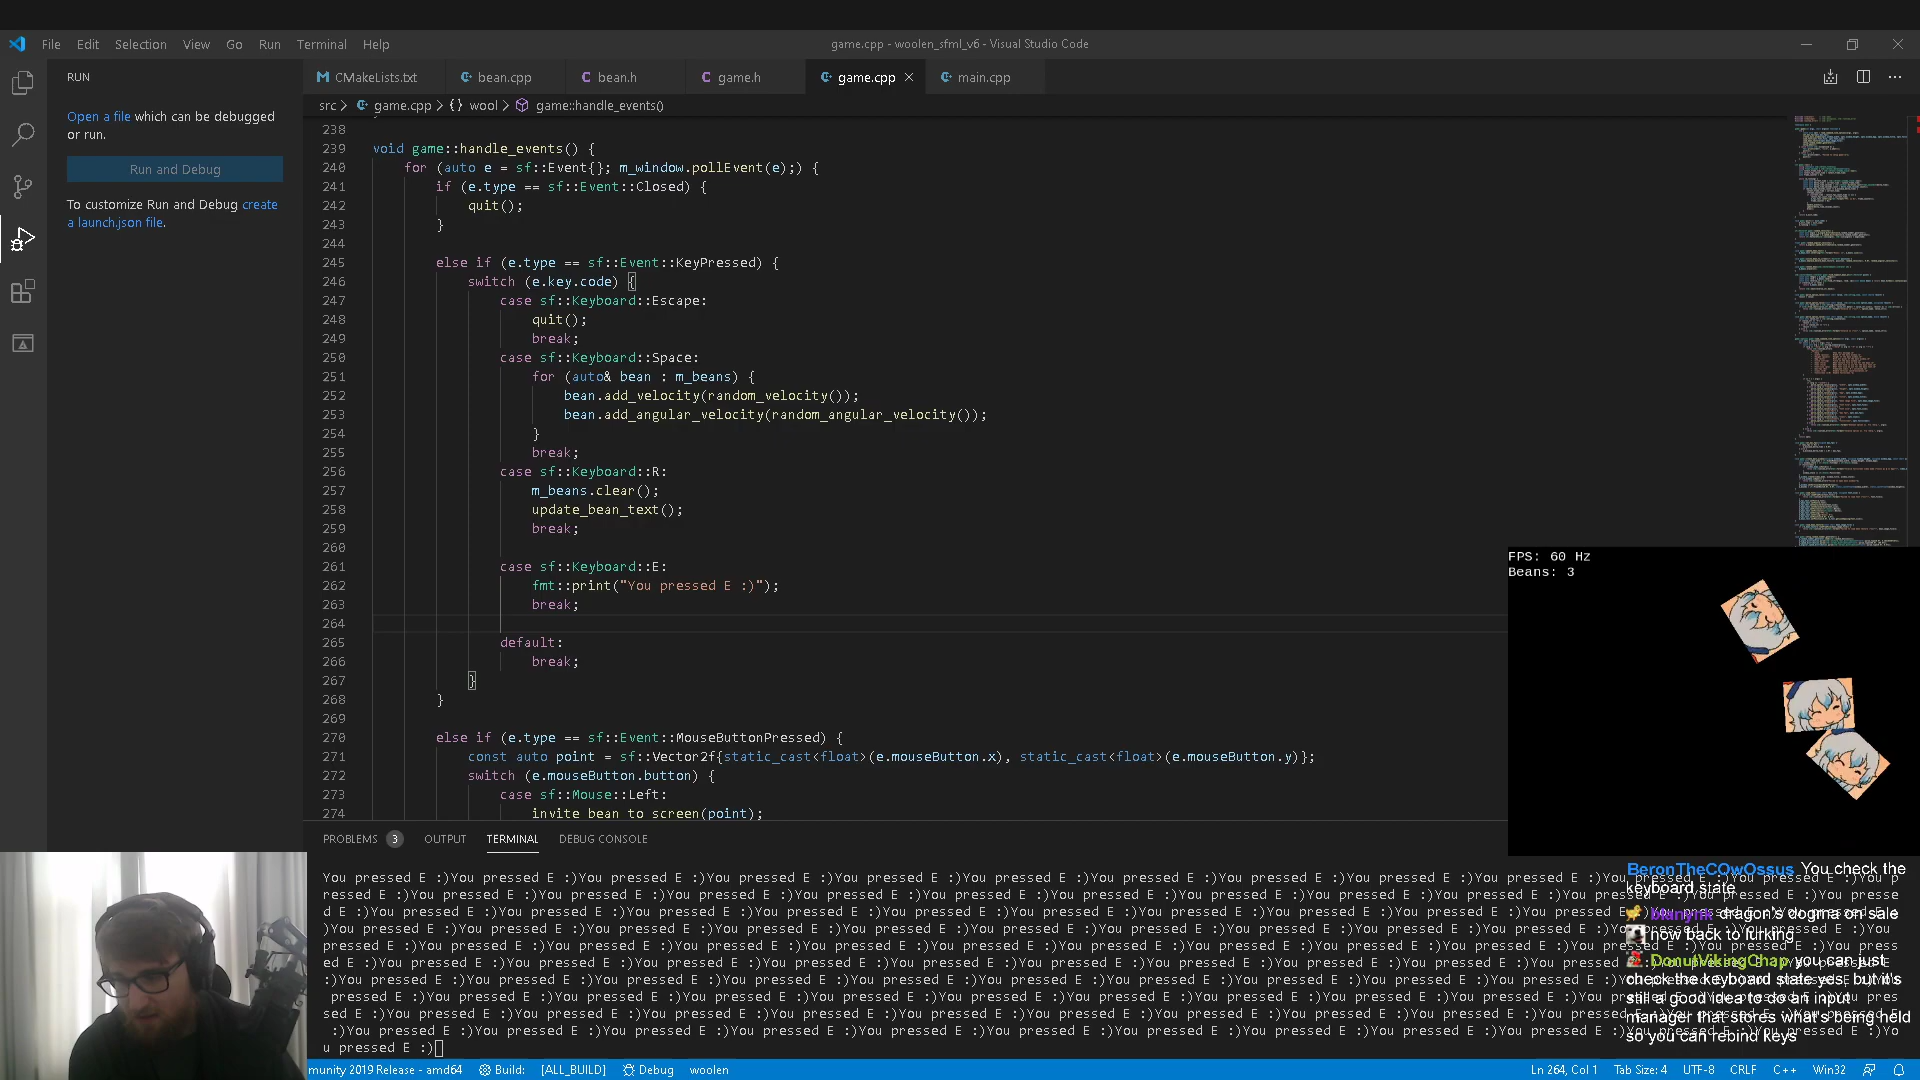 File Edit Selection View Go Run Terminal Help
game.cpp - woolen_sfml_v6 - Visual Studio Code
RUN
Open a file which can be debugged
or run.
Run and Debug
To customize Run and Debug create
a launch.json file.
CMakeLists.txt bean.cpp bean.h game.h game.cpp main.cpp
src > game.cpp > {} wool > game::handle_events()
238
239 void game::handle_events() {
240 for (auto e = sf::Event{}; m_window.pollEvent(e);) {
241 if (e.type == sf::Event::Closed) {
242 quit();
243 }
244
245 else if (e.type == sf::Event::KeyPressed) {
246 switch (e.key.code) {
247 case sf::Keyboard::Escape:
248 quit();
249 break;
250 case sf::Keyboard::Space:
251 for (auto& bean : m_beans) {
252 bean.add_velocity(random_velocity());
253 bean.add_angular_velocity(random_angular_velocity());
254 }
255 break;
256 case sf::Keyboard::R:
257 m_beans.clear();
258 update_bean_text();
259 break;
260
261 case sf::Keyboard::E:
262 fmt::print("You pressed E :)");
263 break;
264
265 default:
266 break;
267 }
268 }
269
270 else if (e.type == sf::Event::MouseButtonPressed) {
271 const auto point = sf::Vector2f{static_cast<float>(e.mouseButton.x), static_cast<float>(e.mouseButton.y)};
272 switch (e.mouseButton.button) {
273 case sf::Mouse::Left:
274 invite_bean_to_screen(point);
FPS: 60 Hz
Beans: 3
PROBLEMS 3 OUTPUT TERMINAL DEBUG CONSOLE
You pressed E :)You pressed E :)You pressed E :)You pressed E :)You pressed E :)You pressed E :)You pressed E :)You pressed E :)You pressed E :)You pressed E :)
u pressed E :)
BeronTheCOwOssus You check the
keyboard state
dragon's dogma on sale
now back to lurking
DonutVikingChap you can just
check the keyboard state yes, but it's
still a good idea to do an input
manager that stores what's being held
so you can rebind keys
munity 2019 Release - amd64 Build: [ALL_BUILD] Debug woolen
Ln 264, Col 1 Tab Size: 4 UTF-8 CRLF C++ Win32